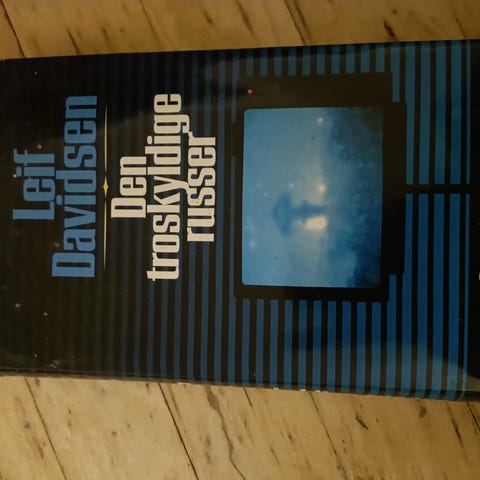 Leif
Davidsen
Den
troskyldige
russer